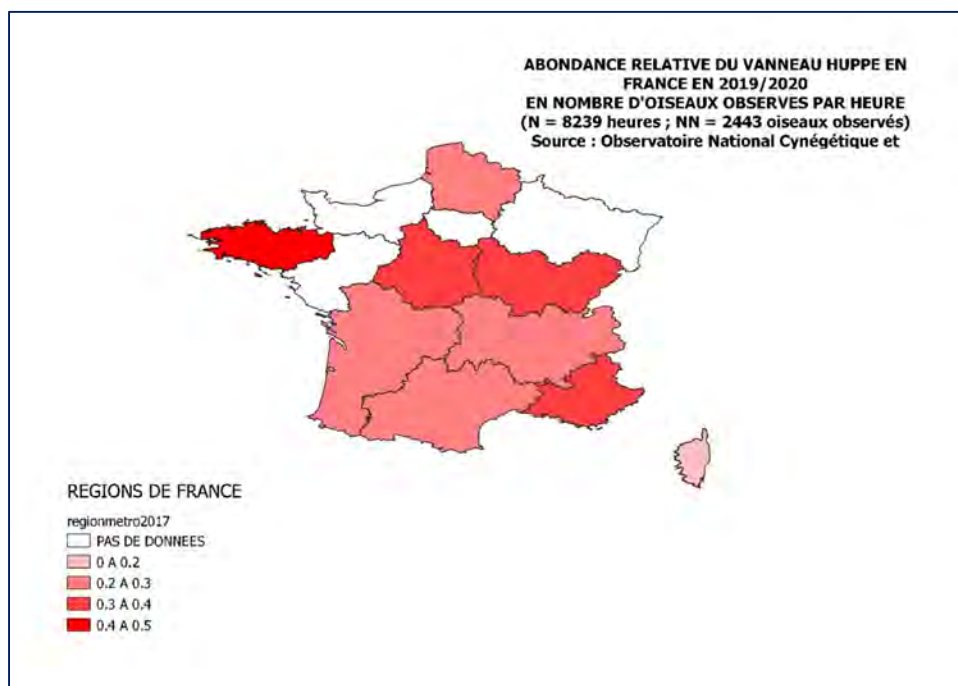 ABONDANCE RELATIVE DU VANNEAU HUPPE EN
FRANCE EN 2019/2020
EN NOMBRE D'OISEAUX OBSERVES PAR HEURE
(N = 8239 heures ; NN = 2443 oiseaux observés)
Source : Observatoire National Cynégétique et
REGIONS DE FRANCE
regionmetro2017
PAS DE DONNEES
0 A 0.2
0.2 A 0.3
0.3 A 0.4
0.4 A 0.5